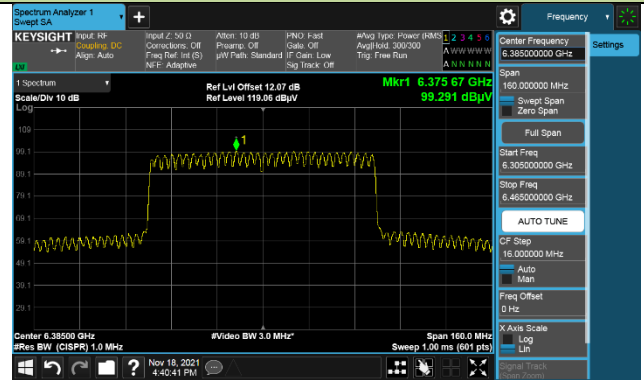 Spectrum Analyzer 1
Swept SA
Frequency
KEYSIGHT
Input: RF
Coupling: DC
Align: Auto
Input Z: 50 Ω
Corrections: Off
Freq Ref: Int (S)
NFE: Adaptive
Atten: 10 dB
Preamp: Off
µW Path: Standard
PNO: Fast
Gate: Off
IF Gain: Low
Sig Track: Off
#Avg Type: Power (RMS
Avg|Hold: 300/300
Trig: Free Run
1 2 3 4 5 6
A W W W W W
A N N N N N
LW
1 Spectrum
Scale/Div 10 dB
Log
Ref Lvl Offset 12.07 dB
Ref Level 119.06 dBµV
Mkr1 6.375 67 GHz
99.291 dBµV
109
99.1
89.1
79.1
69.1
59.1
49.1
39.1
29.1
1
Center 6.38500 GHz
#Res BW (CISPR) 1.0 MHz
#Video BW 3.0 MHz*
Span 160.0 MHz
Sweep 1.00 ms (601 pts)
Center Frequency
6.385000000 GHz
Settings
Span
160.000000 MHz
Swept Span
Zero Span
Full Span
Start Freq
6.305000000 GHz
Stop Freq
6.465000000 GHz
AUTO TUNE
CF Step
16.000000 MHz
Auto
Man
Freq Offset
0 Hz
X Axis Scale
Log
Lin
Signal Track
(Span Zoom)
Nov 18, 2021
4:40:41 PM